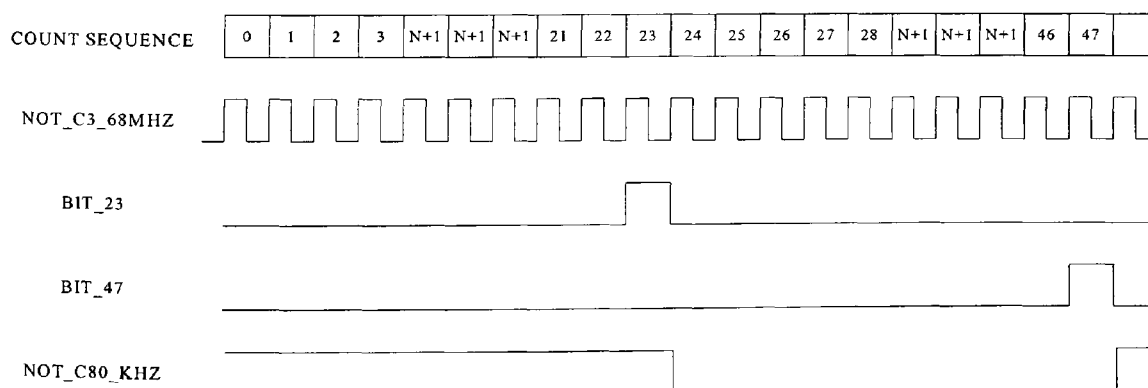 COUNT SEQUENCE 0 1 2 3 N+1 N+1 N+1 21 22 23 24 25 26 27 28 N+1 N+1 N+1 46 47
NOT_C3_68MHZ
BIT_23
BIT_47
NOT_C80_KHZ